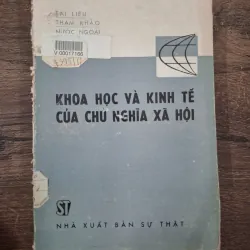 TÀI LIỆU
THAM KHẢO
NƯỚC NGOÀI
V-D0017166
KHOA HỌC VÀ KINH TẾ
CỦA CHỦ NGHĨA XÃ HỘI
ST
NHÀ XUẤT BẢN SỰ THẬT